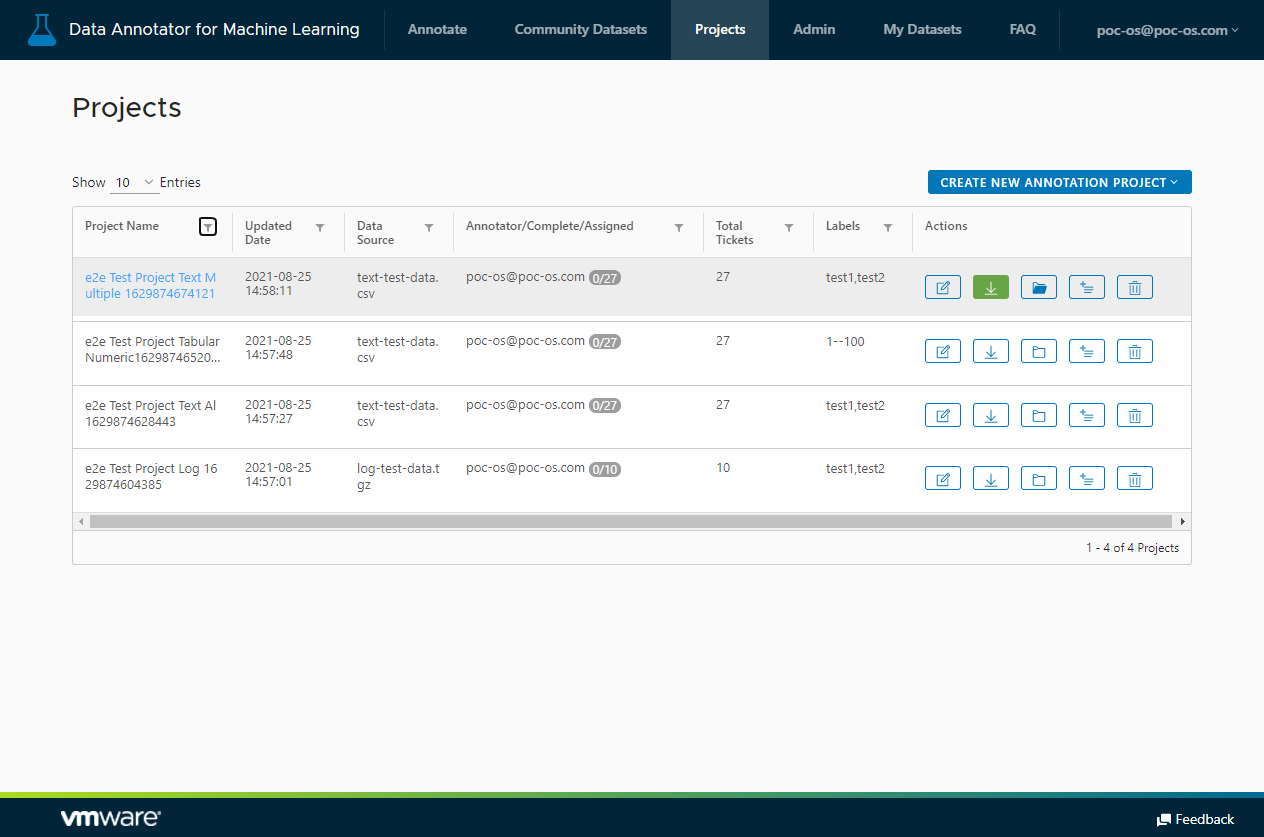 Data Annotator for Machine Learning
Annotate
Community Datasets
Projects
Admin
My Datasets
FAQ
poc-os@poc-os.com
Projects
Show 10 Entries
CREATE NEW ANNOTATION PROJECT
Project Name
Updated
Date
Data
Source
Annotator/Complete/Assigned
Total
Tickets
Labels
Actions
e2e Test Project Text M
ultiple 1629874674121
2021-08-25
14:58:11
text-test-data.
csv
poc-os@poc-os.com 0/27
27
test1,test2
e2e Test Project Tabular
Numeric16298746520...
2021-08-25
14:57:48
text-test-data.
csv
poc-os@poc-os.com 0/27
27
1--100
e2e Test Project Text Al
1629874628443
2021-08-25
14:57:27
text-test-data.
csv
poc-os@poc-os.com 0/27
27
test1,test2
e2e Test Project Log 16
29874604385
2021-08-25
14:57:01
log-test-data.t
gz
poc-os@poc-os.com 0/10
10
test1,test2
1 - 4 of 4 Projects
vmware
Feedback